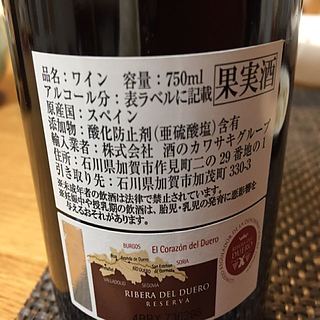 品名：ワイン 容量：750ml
アルコール分：表ラベルに記載
果実酒
原産国：スペイン
添加物：酸化防止剤(亜硫酸塩)含有
輸入業者：株式会社 酒のカワサキグループ
住所：石川県加賀市作見町二の29番地の1
引き取り先：石川県加賀市加茂町 330-3
※未成年者の飲酒は法律で禁止されています。
※妊娠中や授乳期の飲酒は、胎児・乳児の発育に悪影響を
与えるおそれがあります。
BURGOS
El Corazón del Duero
SORIA
Aranda de Duero
VALLADOLID
SEGOVIA
RIBERA DEL DUERO
RESERVA